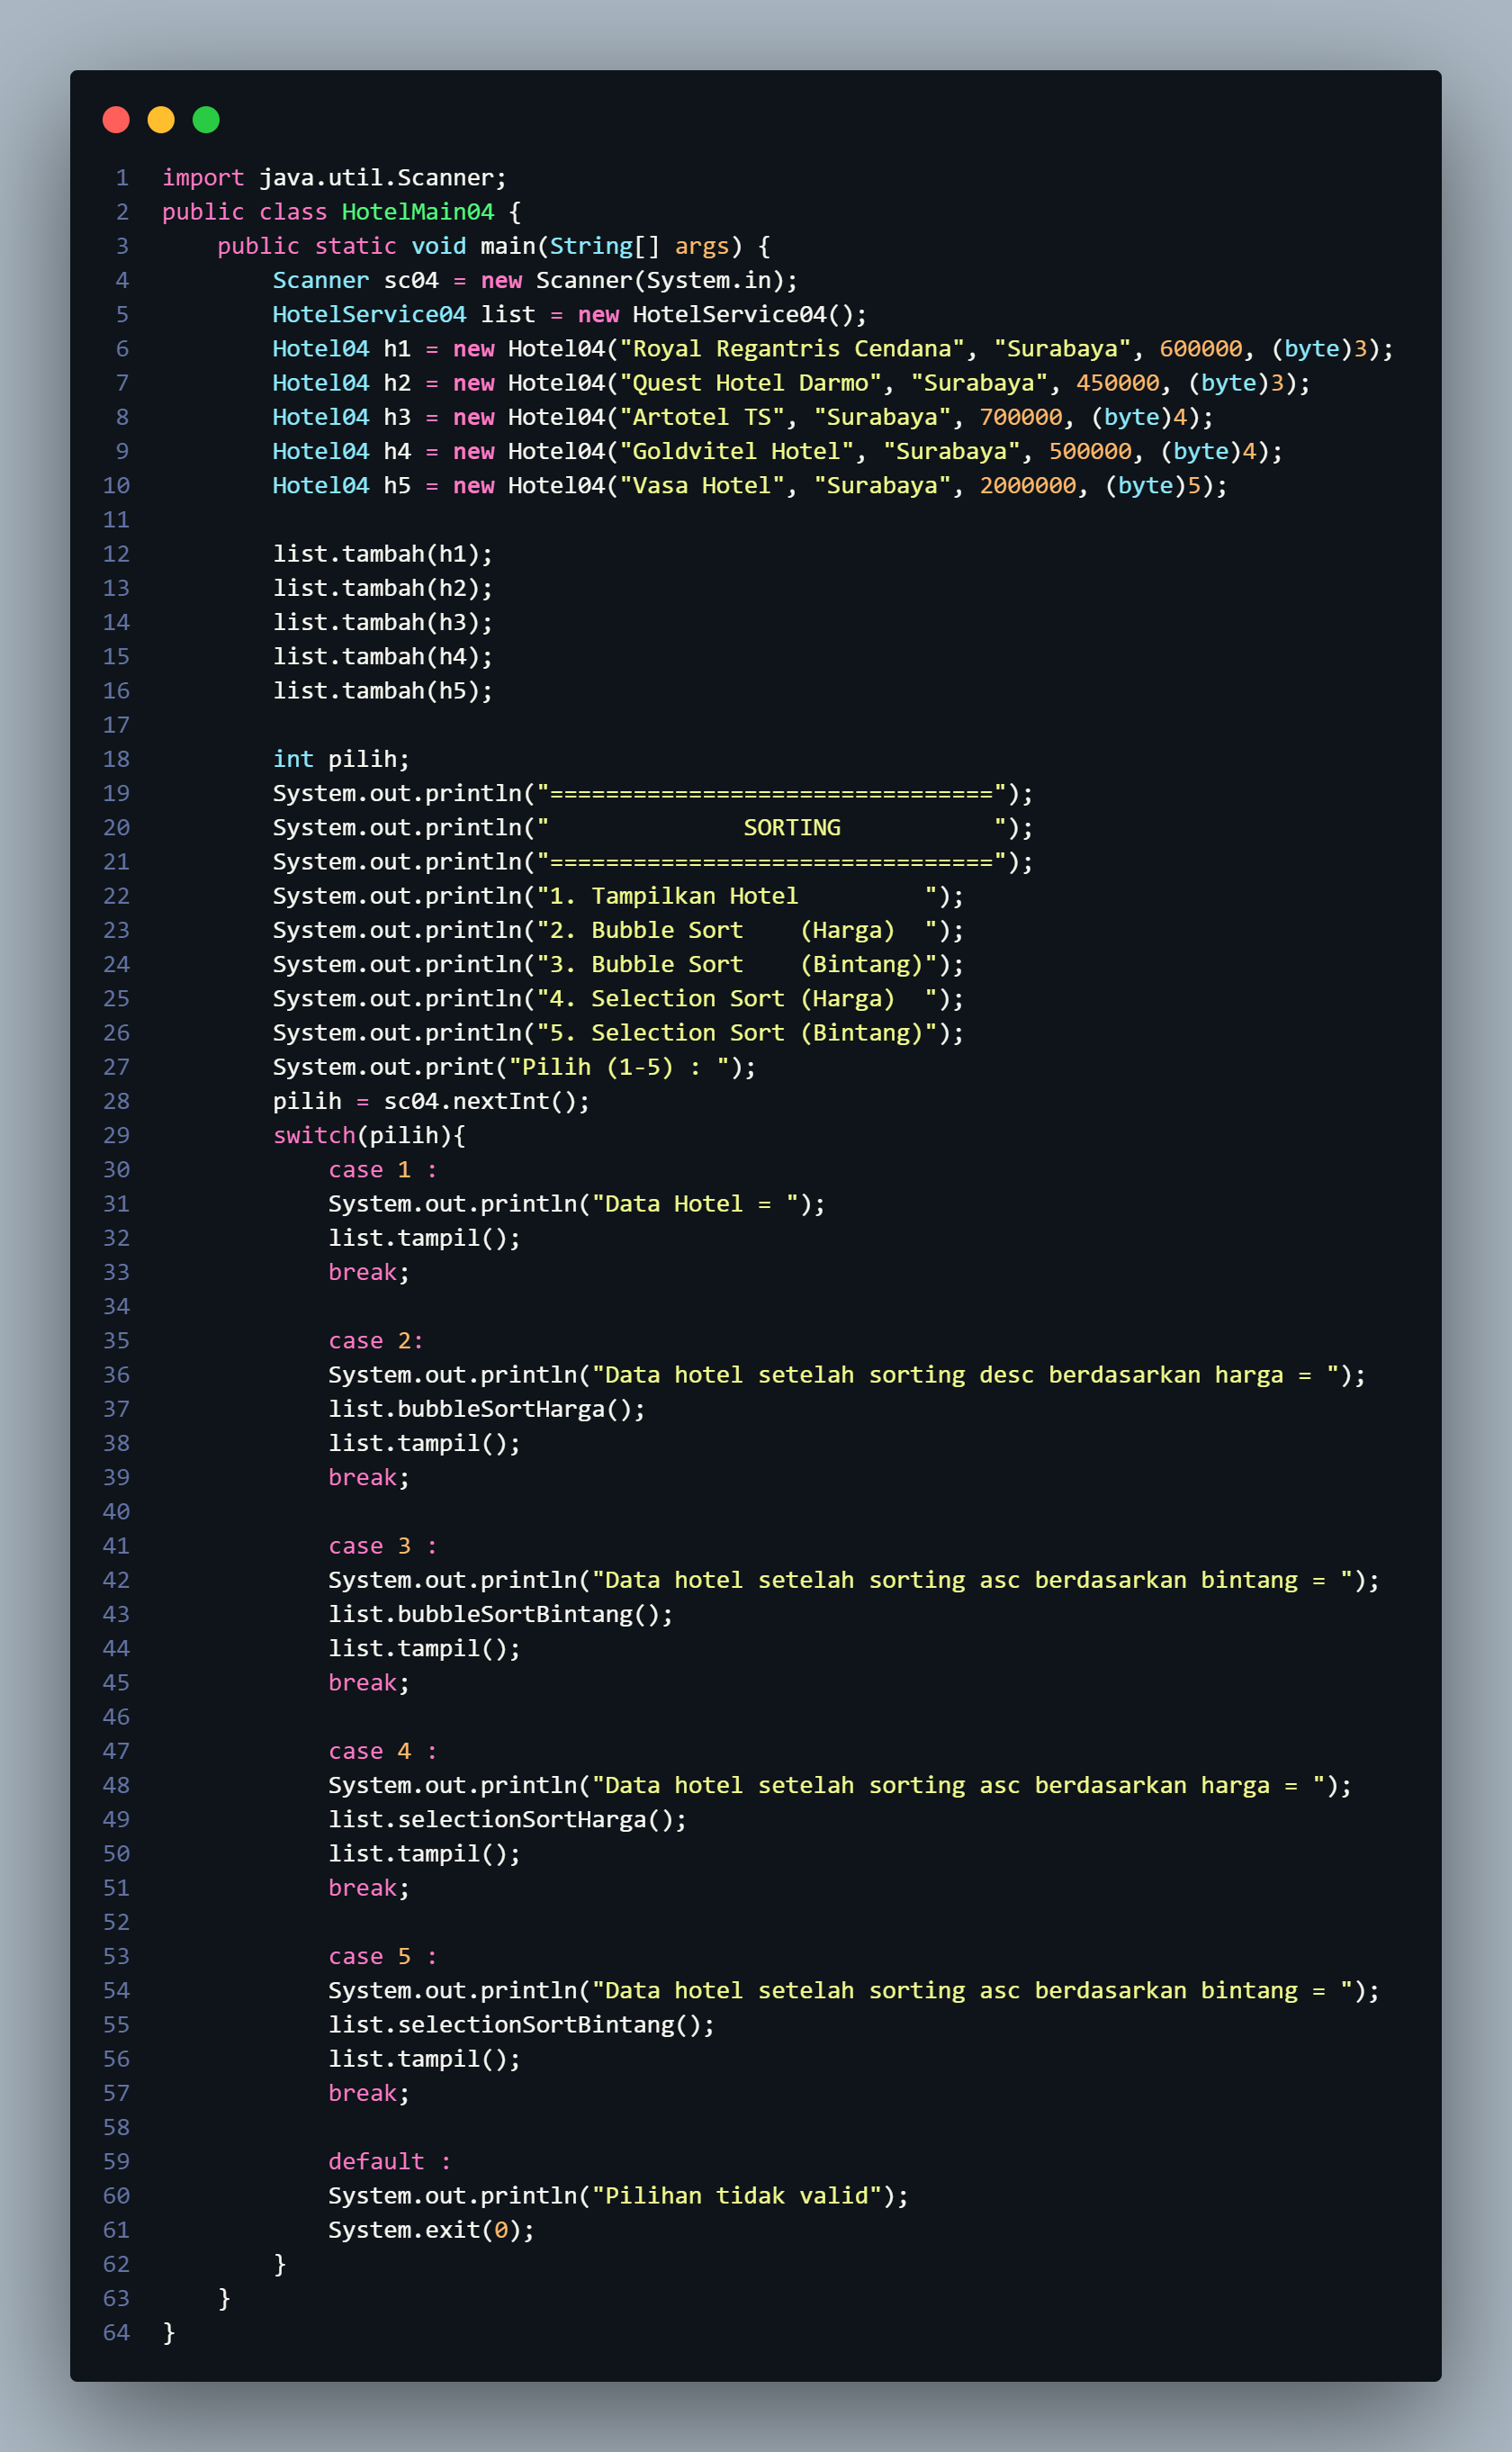 1 import java.util.Scanner;
2 public class HotelMain04 {
3     public static void main(String[] args) {
4         Scanner sc04 = new Scanner(System.in);
5         HotelService04 list = new HotelService04();
6         Hotel04 h1 = new Hotel04("Royal Regantris Cendana", "Surabaya", 600000, (byte)3);
7         Hotel04 h2 = new Hotel04("Quest Hotel Darmo", "Surabaya", 450000, (byte)3);
8         Hotel04 h3 = new Hotel04("Artotel TS", "Surabaya", 700000, (byte)4);
9         Hotel04 h4 = new Hotel04("Goldvitel Hotel", "Surabaya", 500000, (byte)4);
10         Hotel04 h5 = new Hotel04("Vasa Hotel", "Surabaya", 2000000, (byte)5);
11
12         list.tambah(h1);
13         list.tambah(h2);
14         list.tambah(h3);
15         list.tambah(h4);
16         list.tambah(h5);
17
18         int pilih;
19         System.out.println("================================");
20         System.out.println("              SORTING           ");
21         System.out.println("================================");
22         System.out.println("1. Tampilkan Hotel         ");
23         System.out.println("2. Bubble Sort    (Harga)  ");
24         System.out.println("3. Bubble Sort    (Bintang)");
25         System.out.println("4. Selection Sort (Harga)  ");
26         System.out.println("5. Selection Sort (Bintang)");
27         System.out.print("Pilih (1-5) : ");
28         pilih = sc04.nextInt();
29         switch(pilih){
30             case 1 :
31             System.out.println("Data Hotel = ");
32             list.tampil();
33             break;
34
35             case 2:
36             System.out.println("Data hotel setelah sorting desc berdasarkan harga = ");
37             list.bubbleSortHarga();
38             list.tampil();
39             break;
40
41             case 3 :
42             System.out.println("Data hotel setelah sorting asc berdasarkan bintang = ");
43             list.bubbleSortBintang();
44             list.tampil();
45             break;
46
47             case 4 :
48             System.out.println("Data hotel setelah sorting asc berdasarkan harga = ");
49             list.selectionSortHarga();
50             list.tampil();
51             break;
52
53             case 5 :
54             System.out.println("Data hotel setelah sorting asc berdasarkan bintang = ");
55             list.selectionSortBintang();
56             list.tampil();
57             break;
58
59             default :
60             System.out.println("Pilihan tidak valid");
61             System.exit(0);
62         }
63     }
64 }